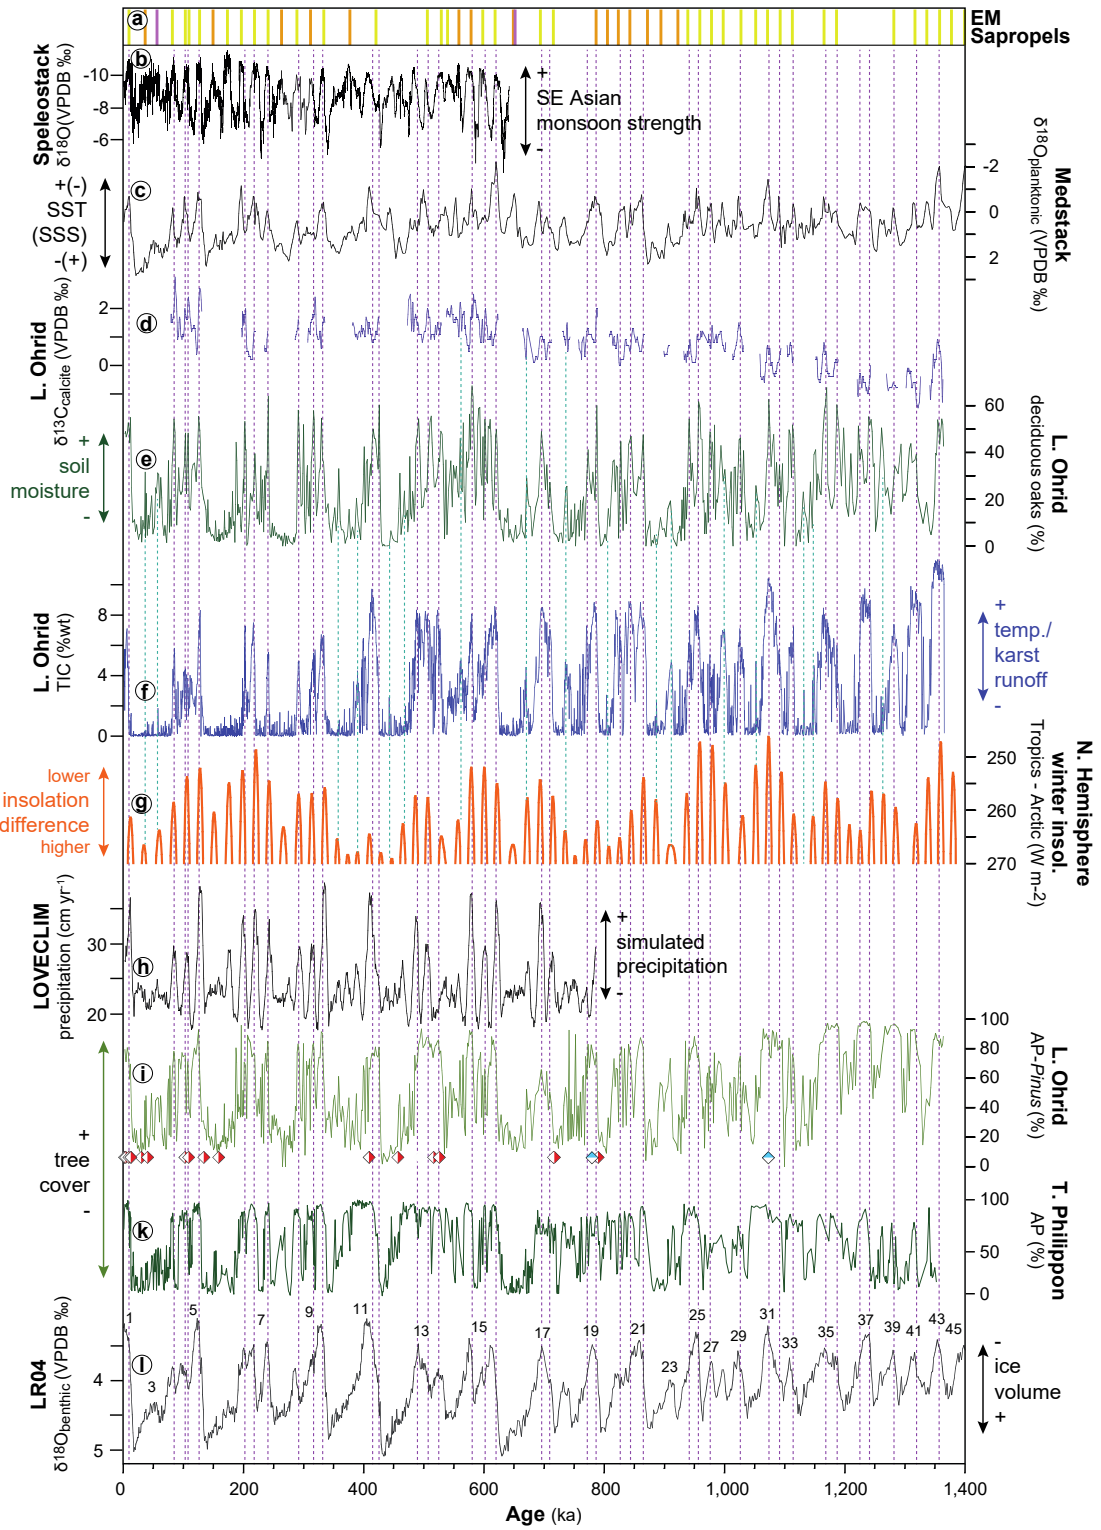 a
EM
Sapropels
b
Speleostack
δ18O(VPDB ‰)
-10
-8
-6
+
SE Asian
monsoon strength
-
c
+(-)
SST
(SSS)
-(+)
-2
0
2
Medstack
δ18Oplanktonic (VPDB ‰)
d
L. Ohrid
δ13Ccalcite (VPDB ‰)
2
0
e
+
soil
moisture
-
60
40
20
0
L. Ohrid
deciduous oaks (%)
f
L. Ohrid
TIC (%wt)
8
4
0
+
temp./
karst
runoff
-
g
lower
insolation
difference
higher
250
260
270
N. Hemisphere
winter insol.
Tropics - Arctic (W m-2)
h
LOVECLIM
precipitation (cm yr-1)
30
20
+
simulated
precipitation
-
i
100
80
60
40
20
0
L. Ohrid
AP-Pinus (%)
+
tree
cover
-
k
100
50
0
T. Philippon
AP (%)
l
LR04
δ18Obenthic (VPDB ‰)
4
5
1
3
5
7
9
11
13
15
17
19
21
23
25
27
29
31
33
35
37
39
41
43
45
-
ice
volume
+
0
200
400
600
800
1,000
1,200
1,400
Age (ka)